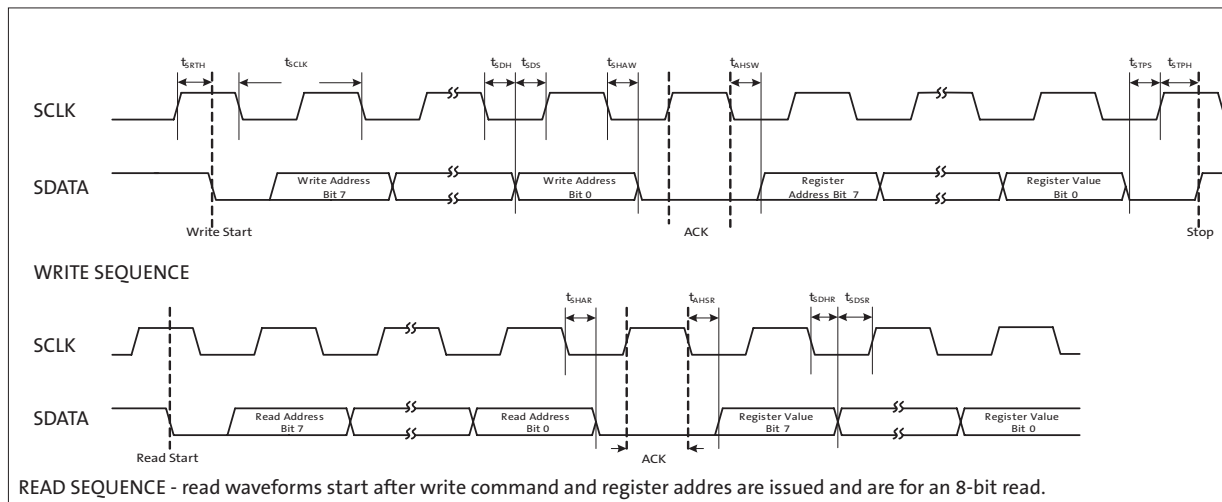 tSRTH tSCLK tSDH tSDS tSHAW tAHSW tSTPS tSTPH
SCLK
SDATA
Write Address
Bit 7
Write Address
Bit 0
Register
Address Bit 7
Register Value
Bit 0
Write Start
ACK
Stop
WRITE SEQUENCE
tSHAR tAHSR tSDHR tSDSR
SCLK
SDATA
Read Address
Bit 7
Read Address
Bit 0
Register Value
Bit 7
Register Value
Bit 0
Read Start
ACK
READ SEQUENCE - read waveforms start after write command and register addres are issued and are for an 8-bit read.